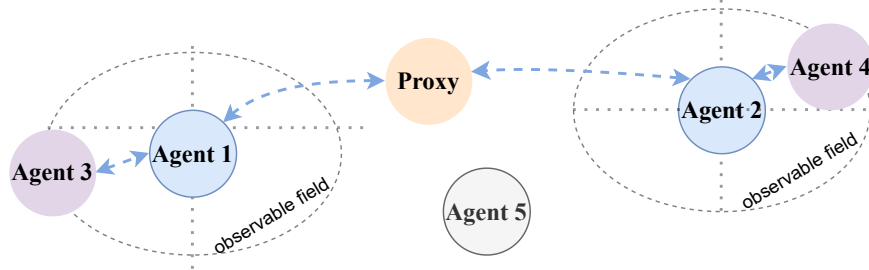 Proxy
Agent 4
Agent 2
Agent 1
Agent 3
observable field
observable field
Agent 5